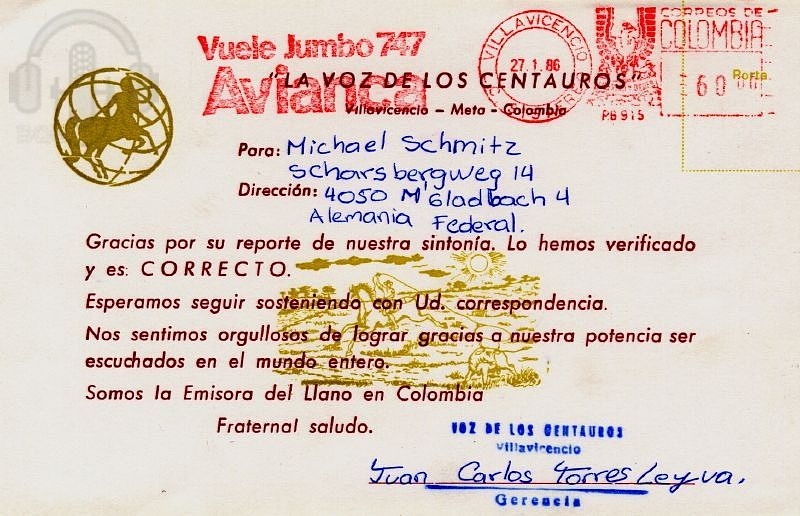 Vuele Jumbo 747
Avianca
VILLAVICENCIO
27.1.86
CORREOS DE
COLOMBIA
60
PB 915
Porte
"LA VOZ DE LOS CENTAUROS"
Villavicencio – Meta – Colombia
Para: Michael Schmitz
Scharsbergweg 14
Dirección: 4050 M'Gladbach 4
Alemania Federal.
Gracias por su reporte de nuestra sintonía. Lo hemos verificado
y es: CORRECTO.
Esperamos seguir sosteniendo con Ud. correspondencia.
Nos sentimos orgullosos de lograr gracias a nuestra potencia ser
escuchados en el mundo entero.
Somos la Emisora del Llano en Colombia
Fraternal saludo.
VOZ DE LOS CENTAUROS
Villavicencio
Juan Carlos Torres Leyva.
Gerencia